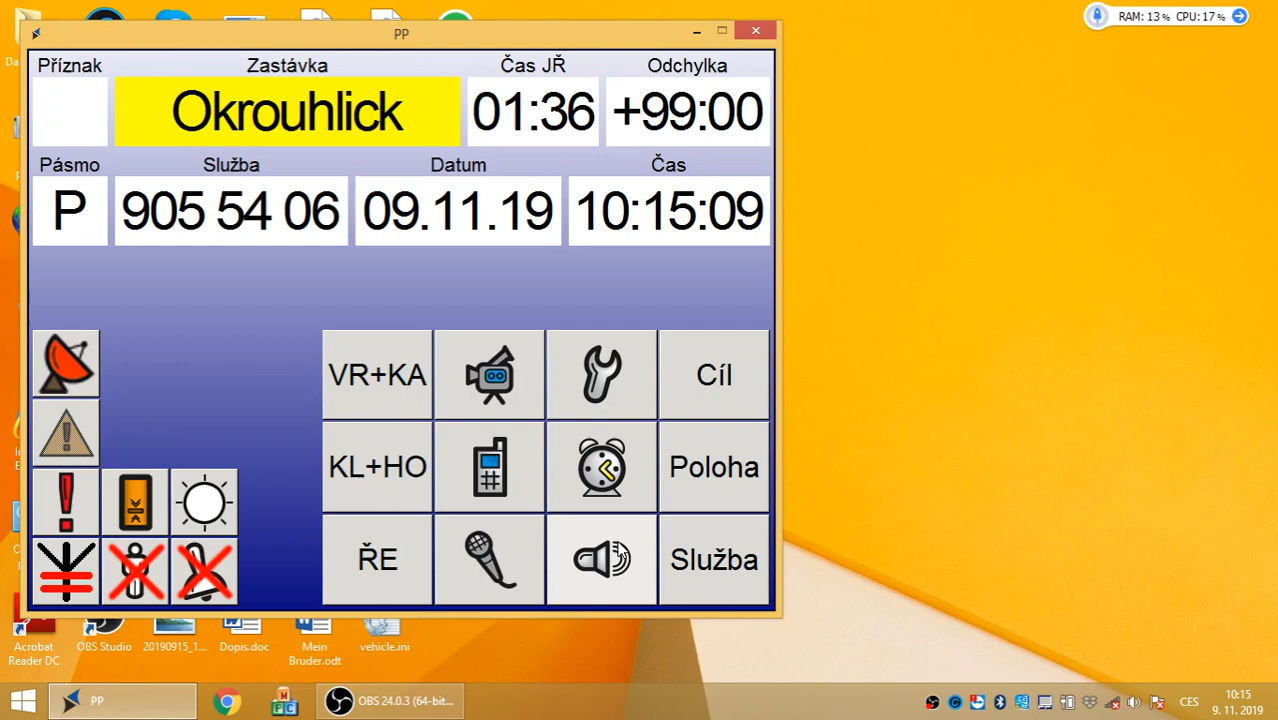 RAM: 13% CPU: 17%
PP
Příznak
Zastávka
Čas JŘ
Odchylka
Okrouhlick
01:36
+99:00
Pásmo
Služba
Datum
Čas
P
905 54 06
09.11.19
10:15:09
VR+KA
Cíl
KL+HO
Poloha
ŘE
Služba
Acrobat
Reader DC
OBS Studio
20190915_1...
Dopis.doc
Mein
Bruder.odt
vehicle.ini
PP
OBS 24.0.3 (64-bit...
CES
10:15
9. 11. 2019